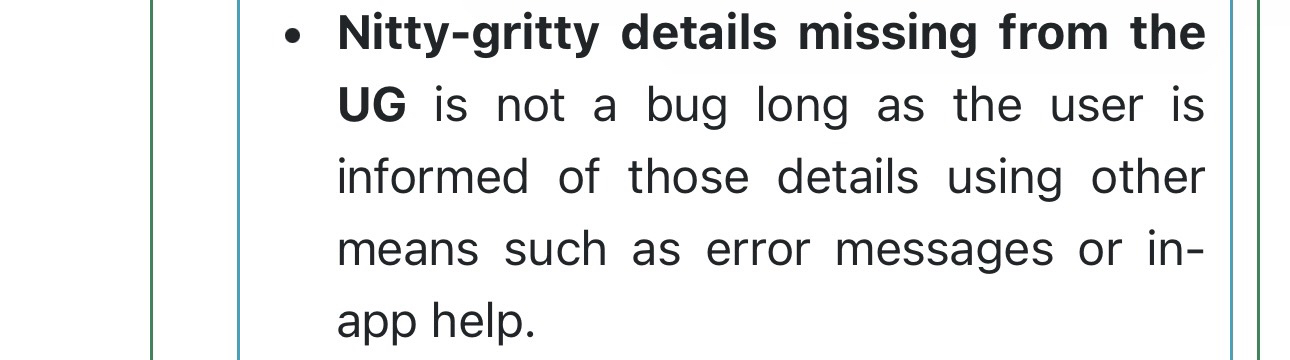 • Nitty-gritty details missing from the
UG is not a bug long as the user is
informed of those details using other
means such as error messages or in-
app help.